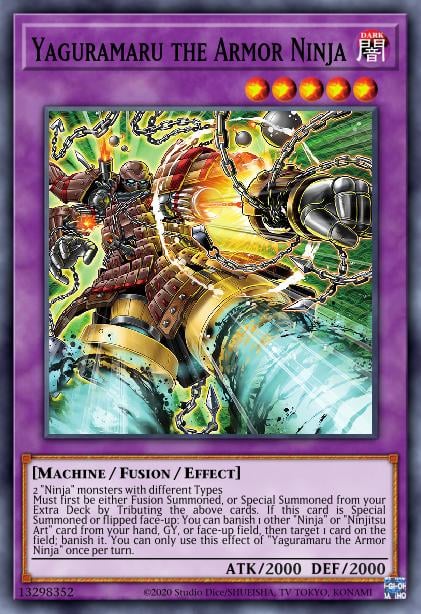 Yaguramaru the Armor Ninja
DARK
闇
[Machine / Fusion / Effect]
2 "Ninja" monsters with different Types
Must first be either Fusion Summoned, or Special Summoned from your
Extra Deck by Tributing the above cards. If this card is Special
Summoned or flipped face-up: You can banish 1 other "Ninja" or "Ninjitsu
Art" card from your hand, GY, or face-up field, then target 1 card on the
field; banish it. You can only use this effect of "Yaguramaru the Armor
Ninja" once per turn.
ATK/2000 DEF/2000
13298352
©2020 Studio Dice/SHUEISHA, TV TOKYO, KONAMI